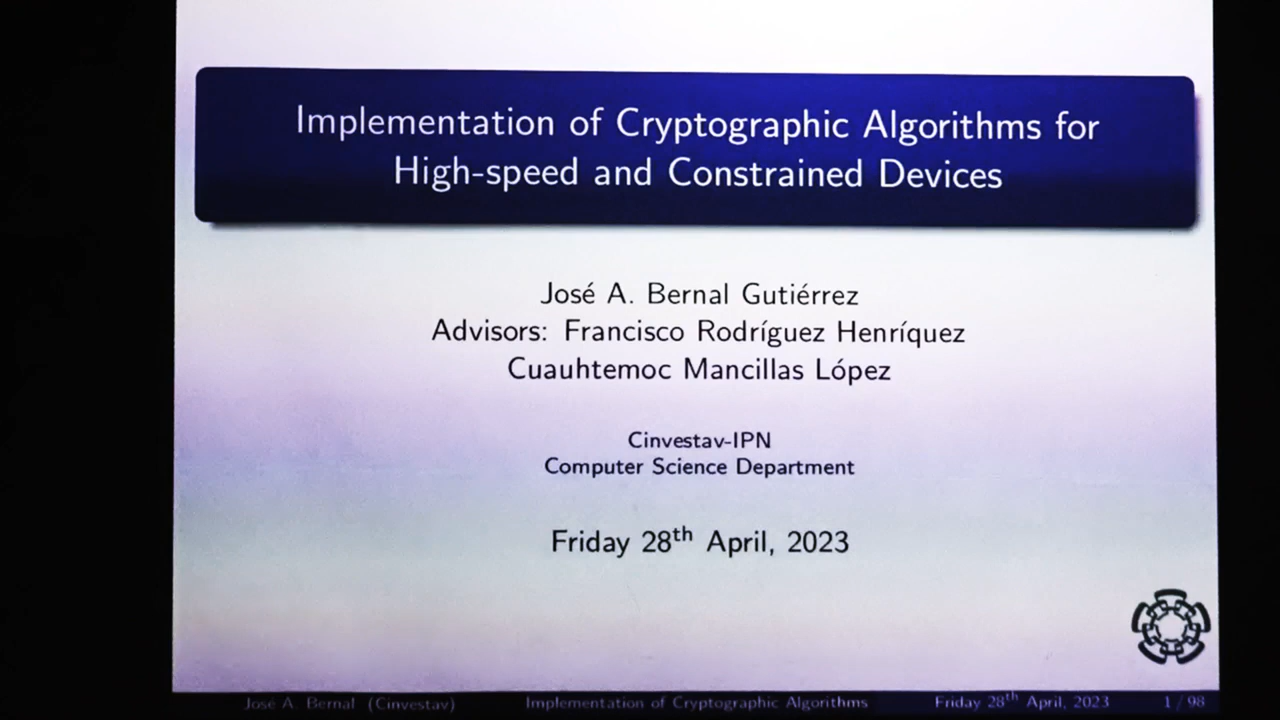 Implementation of Cryptographic Algorithms for
High-speed and Constrained Devices
José A. Bernal Gutiérrez
Advisors: Francisco Rodríguez Henríquez
Cuauhtemoc Mancillas López
Cinvestav-IPN
Computer Science Department
Friday 28th April, 2023
José A. Bernal (Cinvestav) Implementation of Cryptographic Algorithms Friday 28th April, 2023 1 / 98